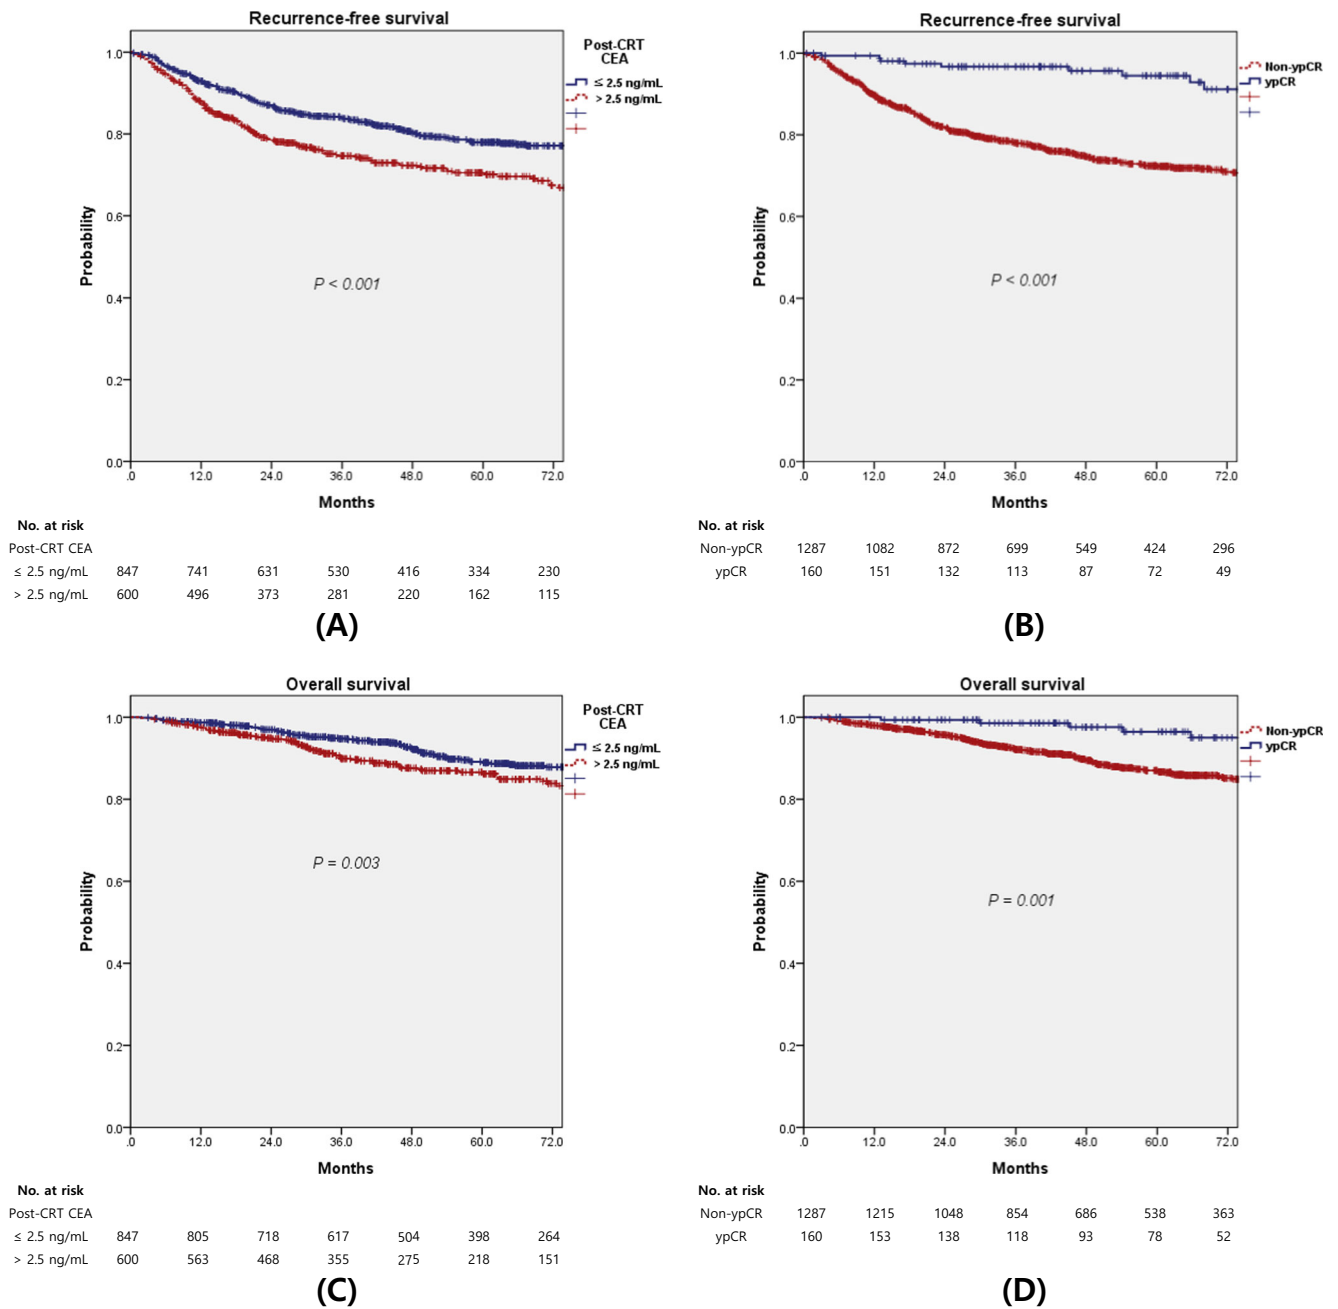 Recurrence-free survival
Post-CRT
CEA
≤ 2.5 ng/mL
> 2.5 ng/mL
1.0
0.8
0.6
0.4
0.2
0.0
Probability
P < 0.001
.0 12.0 24.0 36.0 48.0 60.0 72.0
Months
No. at risk
Post-CRT CEA
≤ 2.5 ng/mL 847 741 631 530 416 334 230
> 2.5 ng/mL 600 496 373 281 220 162 115
(A)
Recurrence-free survival
Non-ypCR
ypCR
1.0
0.8
0.6
0.4
0.2
0.0
Probability
P < 0.001
.0 12.0 24.0 36.0 48.0 60.0 72.0
Months
No. at risk
Non-ypCR 1287 1082 872 699 549 424 296
ypCR 160 151 132 113 87 72 49
(B)
Overall survival
Post-CRT
CEA
≤ 2.5 ng/mL
> 2.5 ng/mL
1.0
0.8
0.6
0.4
0.2
0.0
Probability
P = 0.003
.0 12.0 24.0 36.0 48.0 60.0 72.0
Months
No. at risk
Post-CRT CEA
≤ 2.5 ng/mL 847 805 718 617 504 398 264
> 2.5 ng/mL 600 563 468 355 275 218 151
(C)
Overall survival
Non-ypCR
ypCR
1.0
0.8
0.6
0.4
0.2
0.0
Probability
P = 0.001
.0 12.0 24.0 36.0 48.0 60.0 72.0
Months
No. at risk
Non-ypCR 1287 1215 1048 854 686 538 363
ypCR 160 153 138 118 93 78 52
(D)